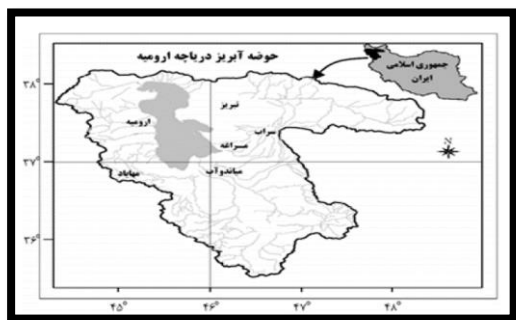 حوضه آبریز دریاچه ارومیه
جمهوری اسلامی
ایران
۳۸°
تبریز
ارومیه
سراب
مراغه
N
۳۷°
مهاباد
میاندوآب
۳۶°
۴۵°
۴۶°
۴۷°
۴۸°